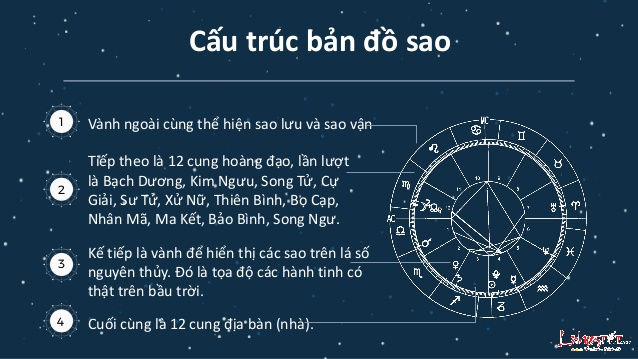 Cấu trúc bản đồ sao
1
Vành ngoài cùng thể hiện sao lưu và sao vận
2
Tiếp theo là 12 cung hoàng đạo, lần lượt
là Bạch Dương, Kim Ngưu, Song Tử, Cự
Giải, Sư Tử, Xử Nữ, Thiên Bình, Bọ Cạp,
Nhân Mã, Ma Kết, Bảo Bình, Song Ngư.
3
Kế tiếp là vành để hiển thị các sao trên lá số
nguyên thủy. Đó là tọa độ các hành tinh có
thật trên bầu trời.
4
Cuối cùng là 12 cung địa bàn (nhà).
MC
AC